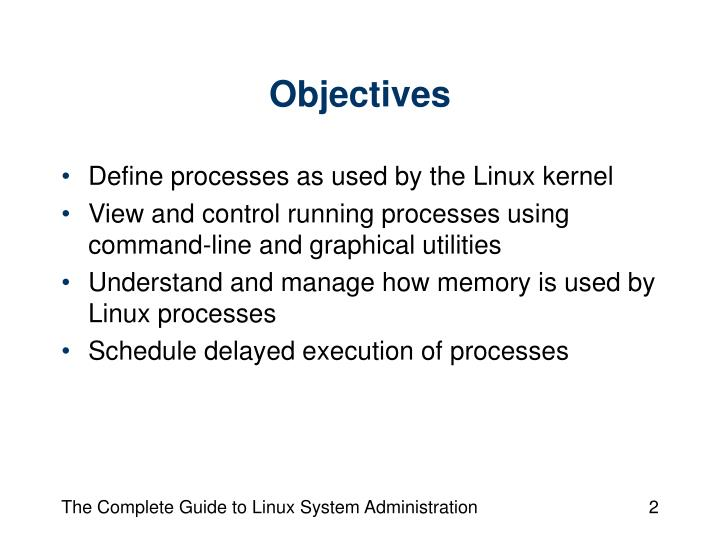 Objectives
• Define processes as used by the Linux kernel
• View and control running processes using
command-line and graphical utilities
• Understand and manage how memory is used by
Linux processes
• Schedule delayed execution of processes
The Complete Guide to Linux System Administration 2